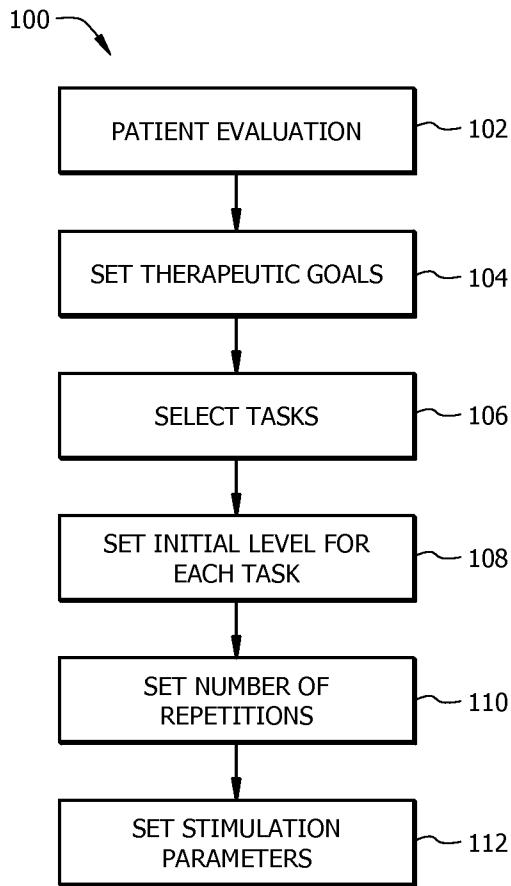 100
PATIENT EVALUATION
102
SET THERAPEUTIC GOALS
104
SELECT TASKS
106
SET INITIAL LEVEL FOR
EACH TASK
108
SET NUMBER OF
REPETITIONS
110
SET STIMULATION
PARAMETERS
112